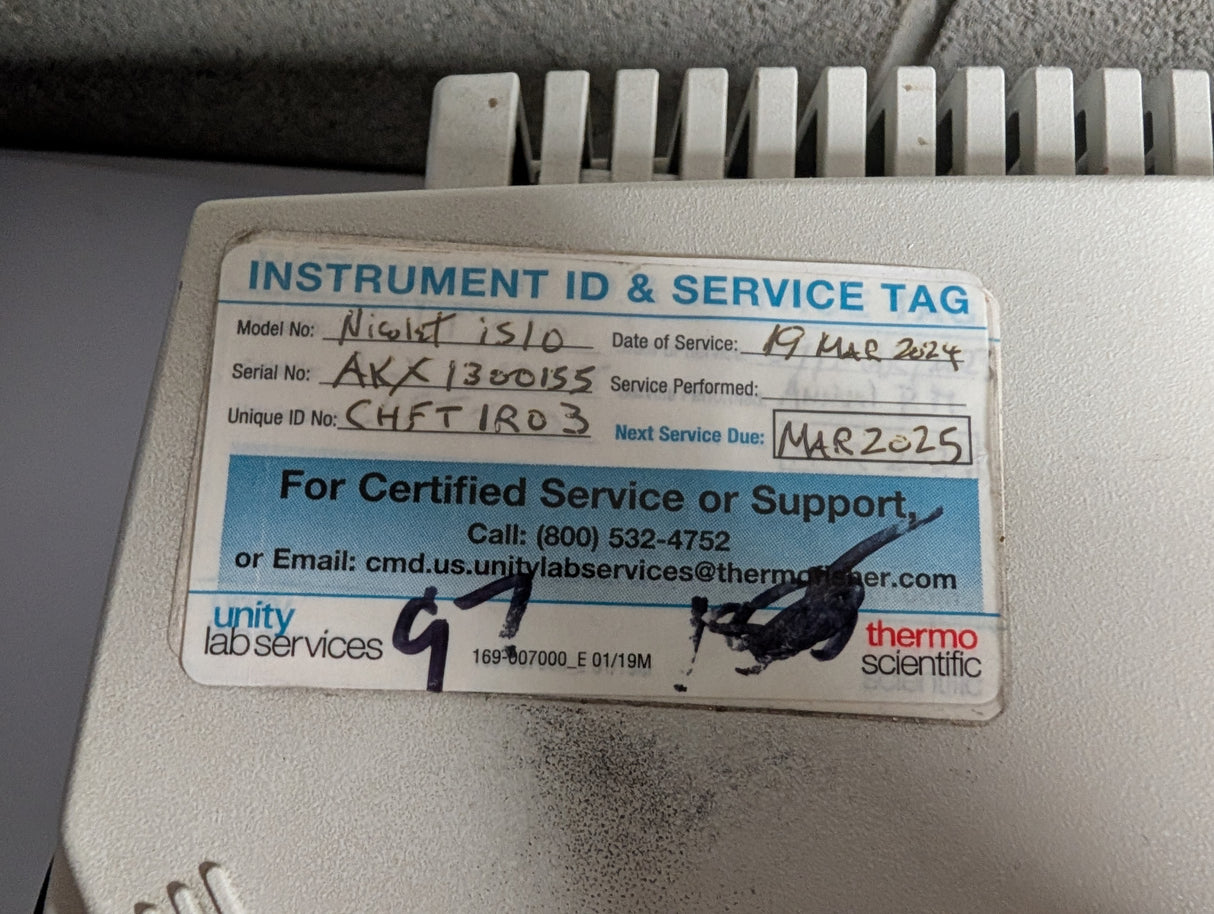 INSTRUMENT ID & SERVICE TAG
Model No: Nicolet iS10
Date of Service: 19 MAR 2024
Serial No: AKX1300155
Service Performed:
Unique ID No: CHFTIR03
Next Service Due: MAR 2025
For Certified Service or Support,
Call: (800) 532-4752
or Email: cmd.us.unitylabservices@thermofisher.com
unity
lab services
97
169-007000_E 01/19M
thermo
scientific